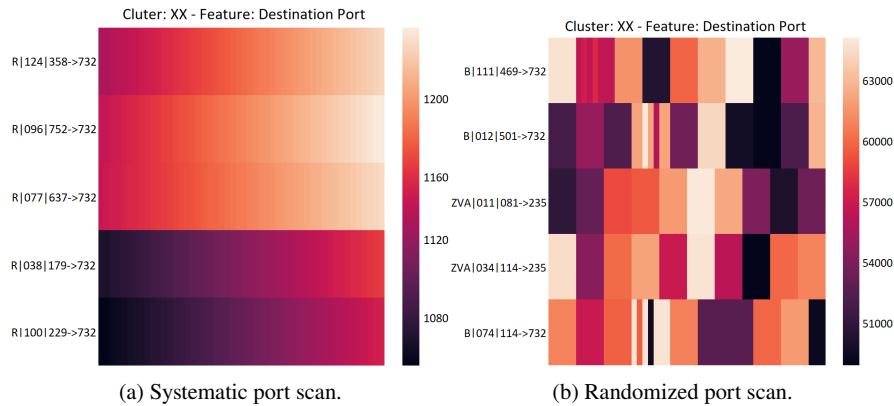 Cluter: XX - Feature: Destination Port
R|124|358->732
R|096|752->732
R|077|637->732
R|038|179->732
R|100|229->732
1200
1160
1120
1080
(a) Systematic port scan.
Cluster: XX - Feature: Destination Port
B|111|469->732
B|012|501->732
ZVA|011|081->235
ZVA|034|114->235
B|074|114->732
63000
60000
57000
54000
51000
(b) Randomized port scan.